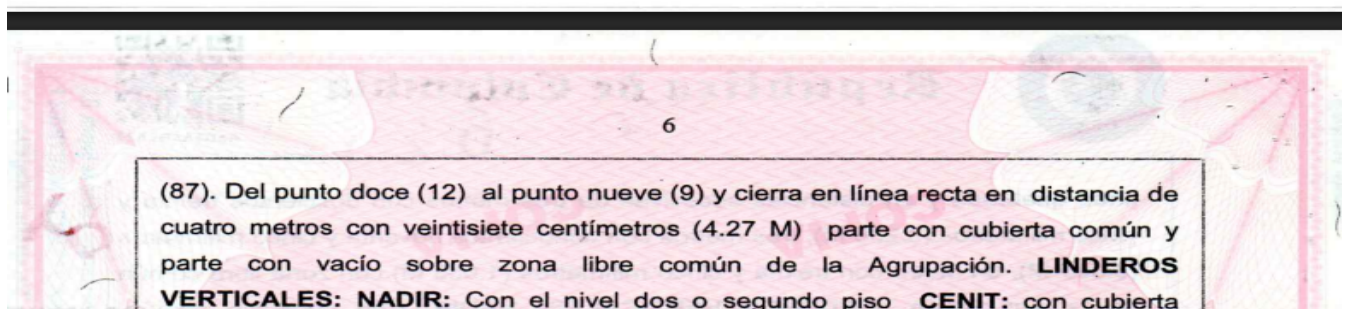 6
(87). Del punto doce (12) al punto nueve (9) y cierra en línea recta en distancia de
cuatro metros con veintisiete centímetros (4.27 M) parte con cubierta común y
parte con vacío sobre zona libre común de la Agrupación. LINDEROS
VERTICALES: NADIR: Con el nivel dos o segundo piso CENIT: con cubierta